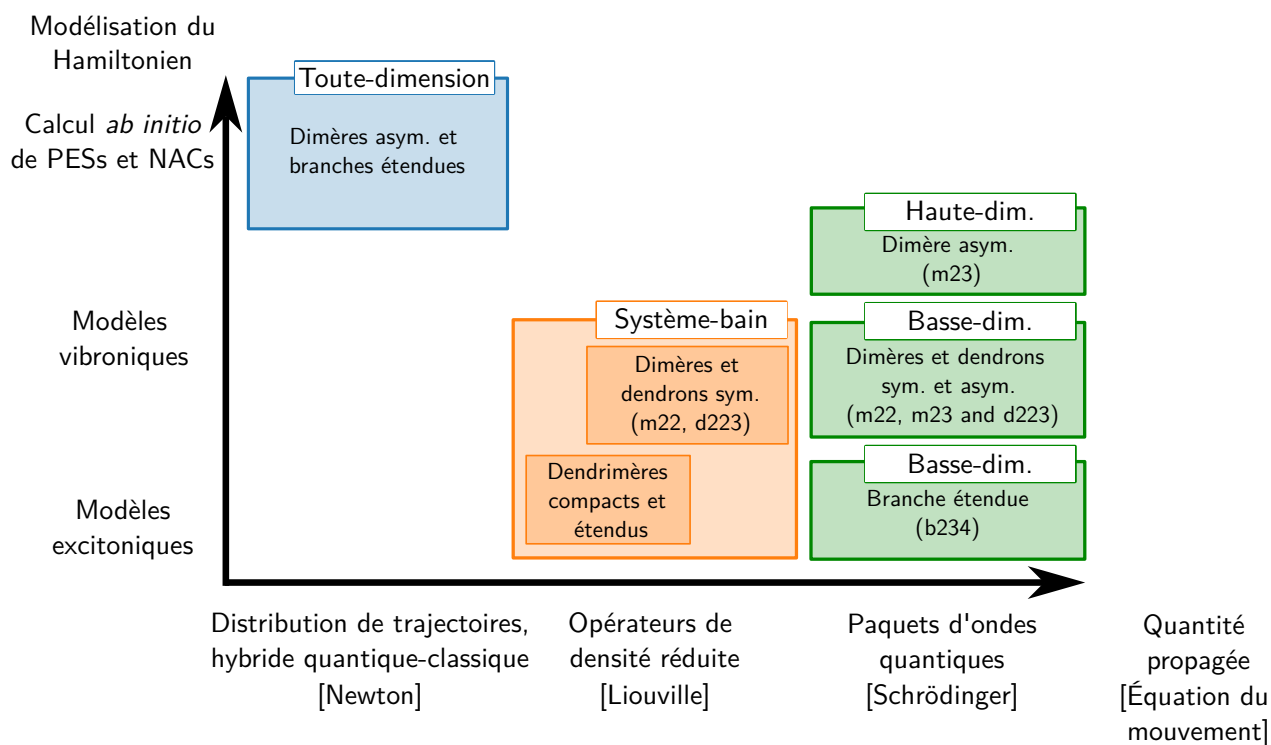 Modélisation du
Hamiltonien
Calcul ab initio
de PESs et NACs
Modèles
vibroniques
Modèles
excitoniques
Toute-dimension
Dimères asym. et
branches étendues
Système-bain
Dimères et
dendrons sym.
(m22, d223)
Dendrimères
compacts et
étendus
Haute-dim.
Dimère asym.
(m23)
Basse-dim.
Dimères et dendrons
sym. et asym.
(m22, m23 and d223)
Basse-dim.
Branche étendue
(b234)
Distribution de trajectoires,
hybride quantique-classique
[Newton]
Opérateurs de
densité réduite
[Liouville]
Paquets d'ondes
quantiques
[Schrödinger]
Quantité
propagée
[Équation du
mouvement]